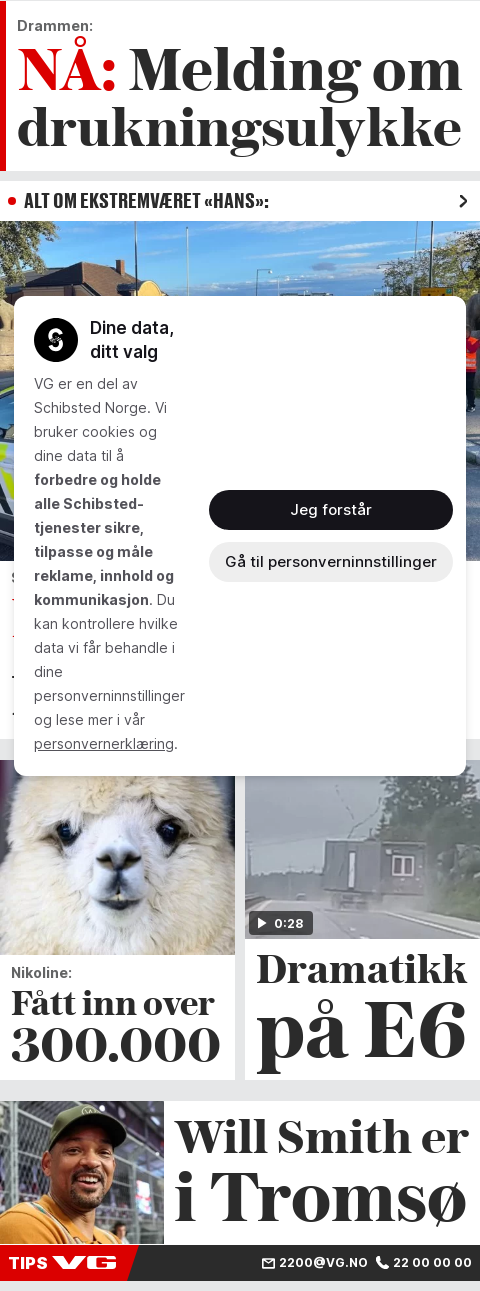 Drammen:
NÅ: Melding om
drukningsulykke
ALT OM EKSTREMVÆRET «HANS»:
Dine data,
ditt valg
VG er en del av
Schibsted Norge. Vi
bruker cookies og
dine data til å
forbedre og holde
alle Schibsted-
tjenester sikre,
tilpasse og måle
reklame, innhold og
kommunikasjon. Du
kan kontrollere hvilke
data vi får behandle i
dine
personverninnstillinger
og lese mer i vår
personvernerklæring.
Jeg forstår
Gå til personverninnstillinger
0:28
Nikoline:
Fått inn over
300.000
Dramatikk
på E6
Will Smith er
i Tromsø
TIPS VG
2200@VG.NO 22 00 00 00